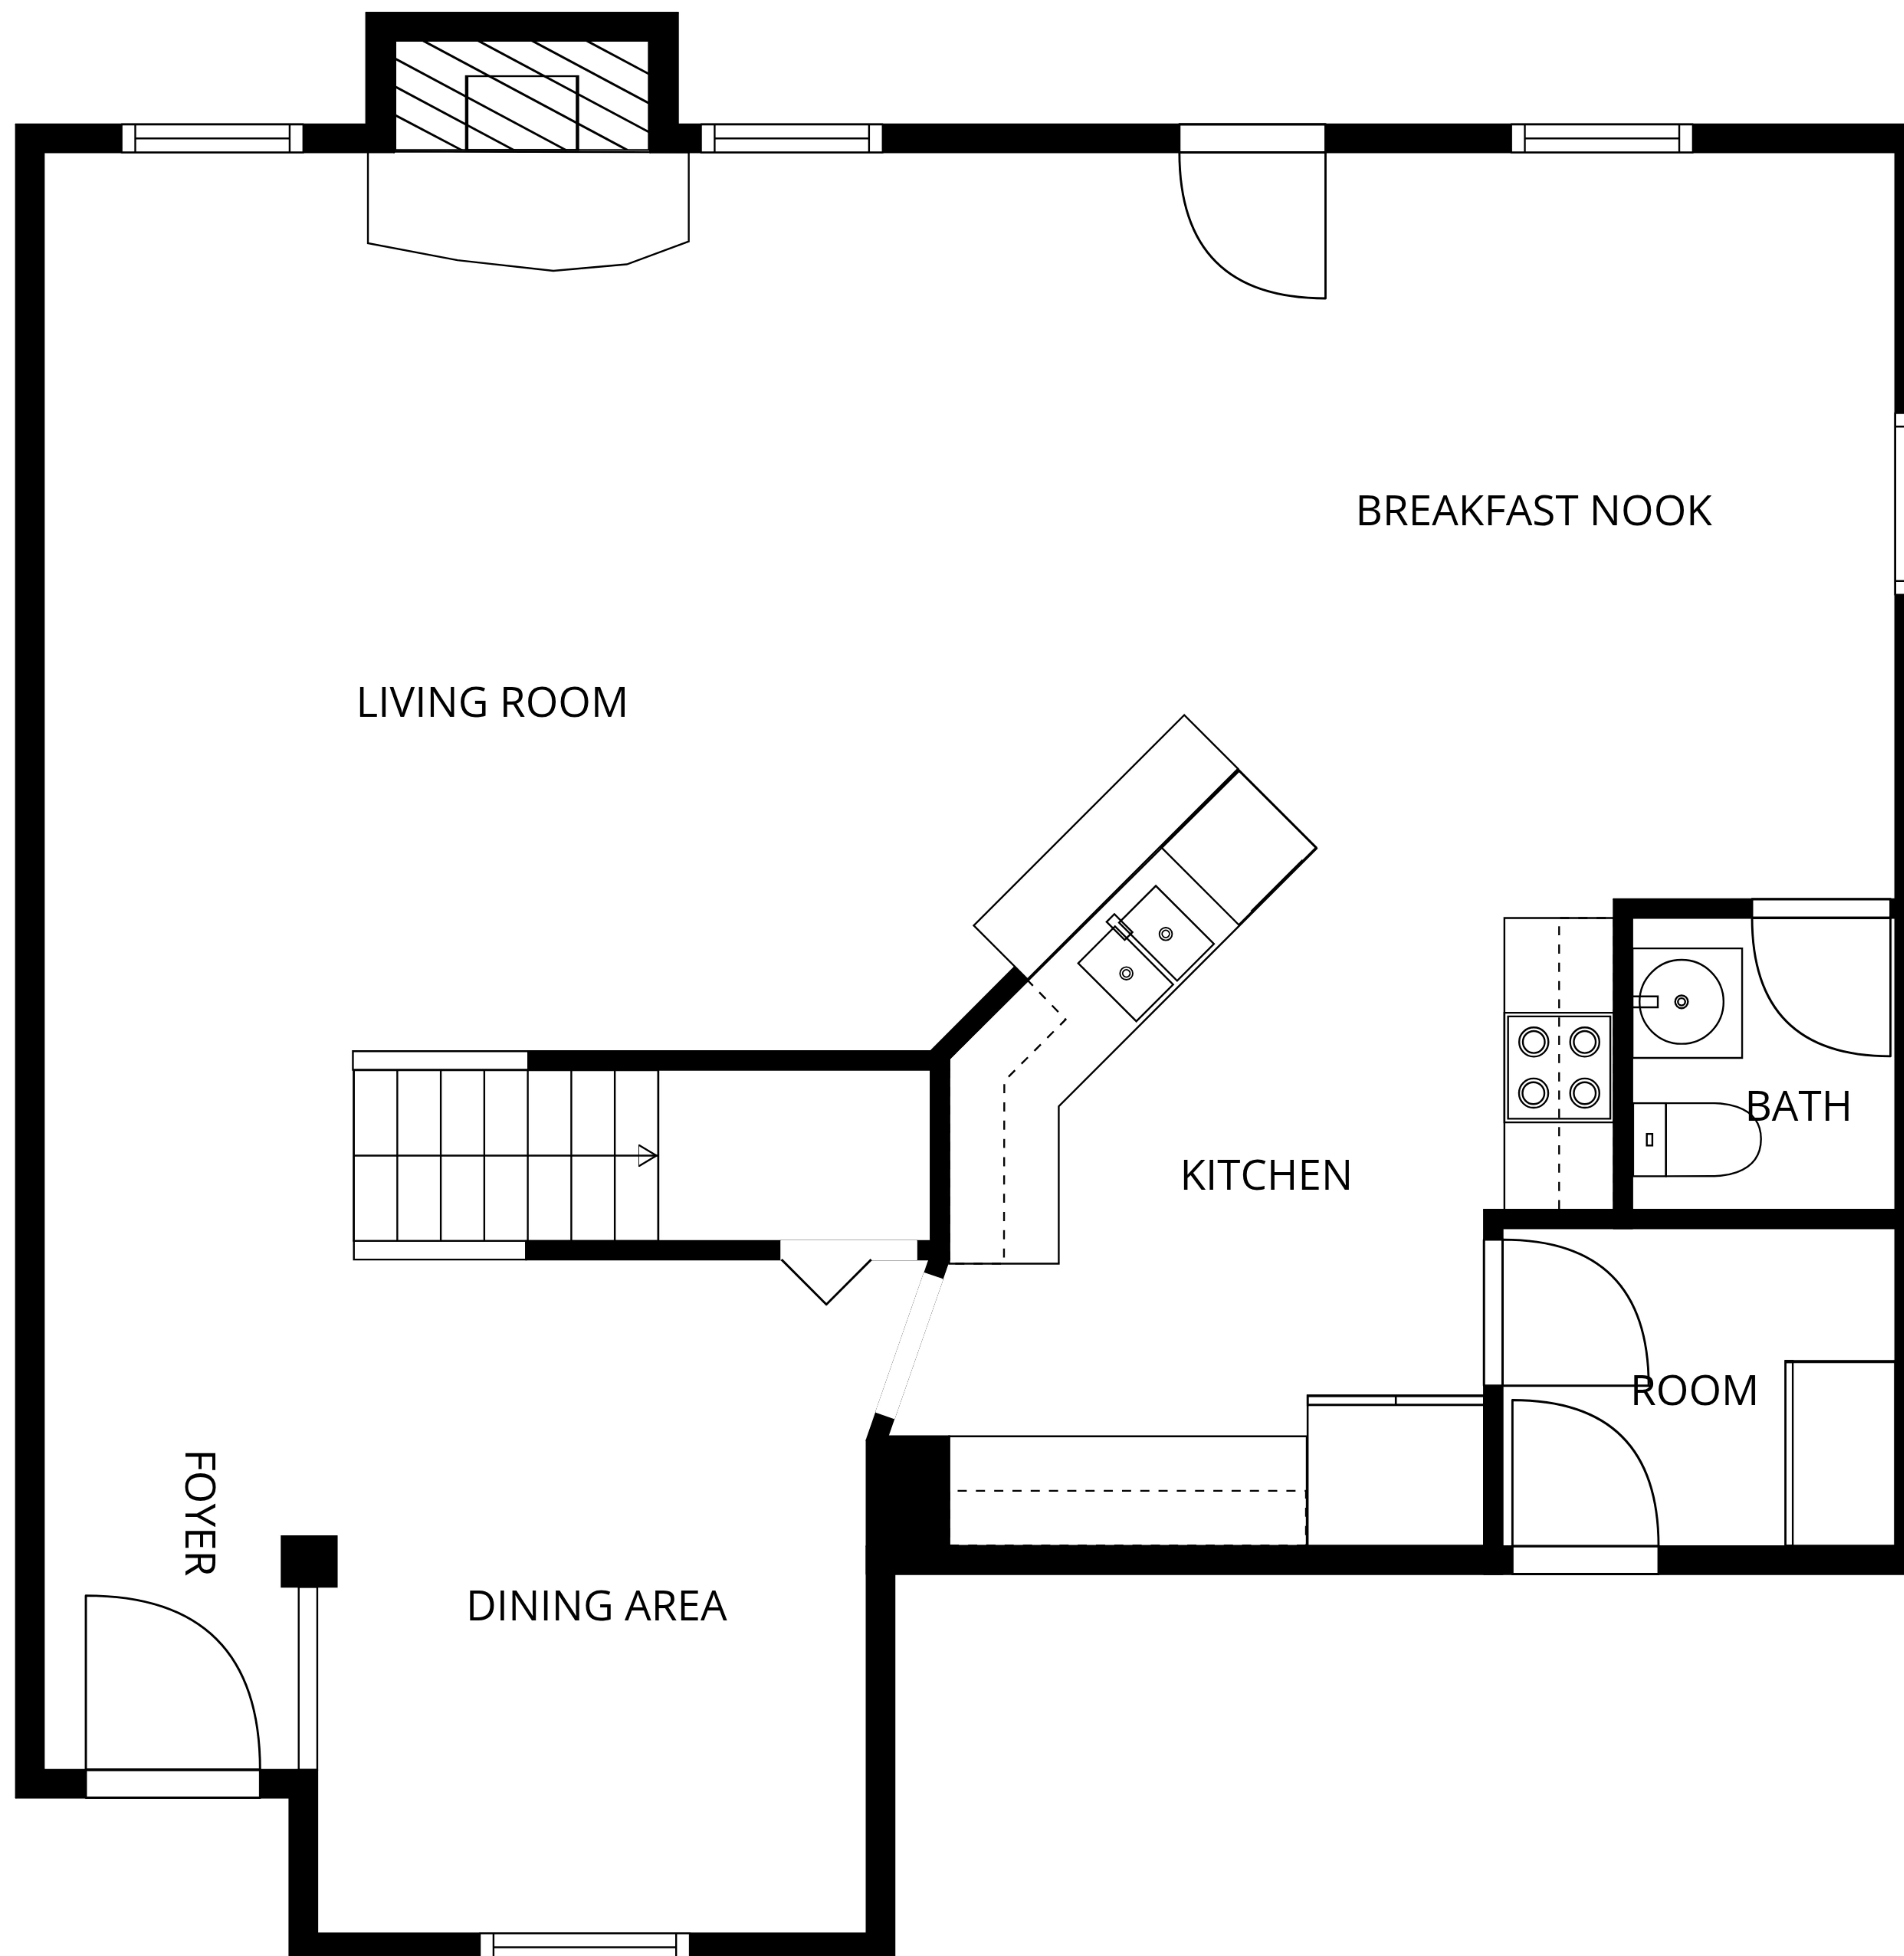 BREAKFAST NOOK
LIVING ROOM
BATH
KITCHEN
ROOM
FOYER
DINING AREA